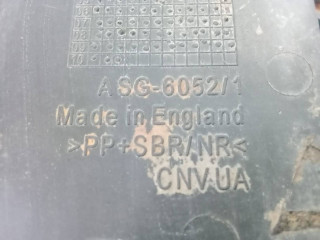 A SG-6052/1
Made in England
>PP+SBR/NR<
CNVUA